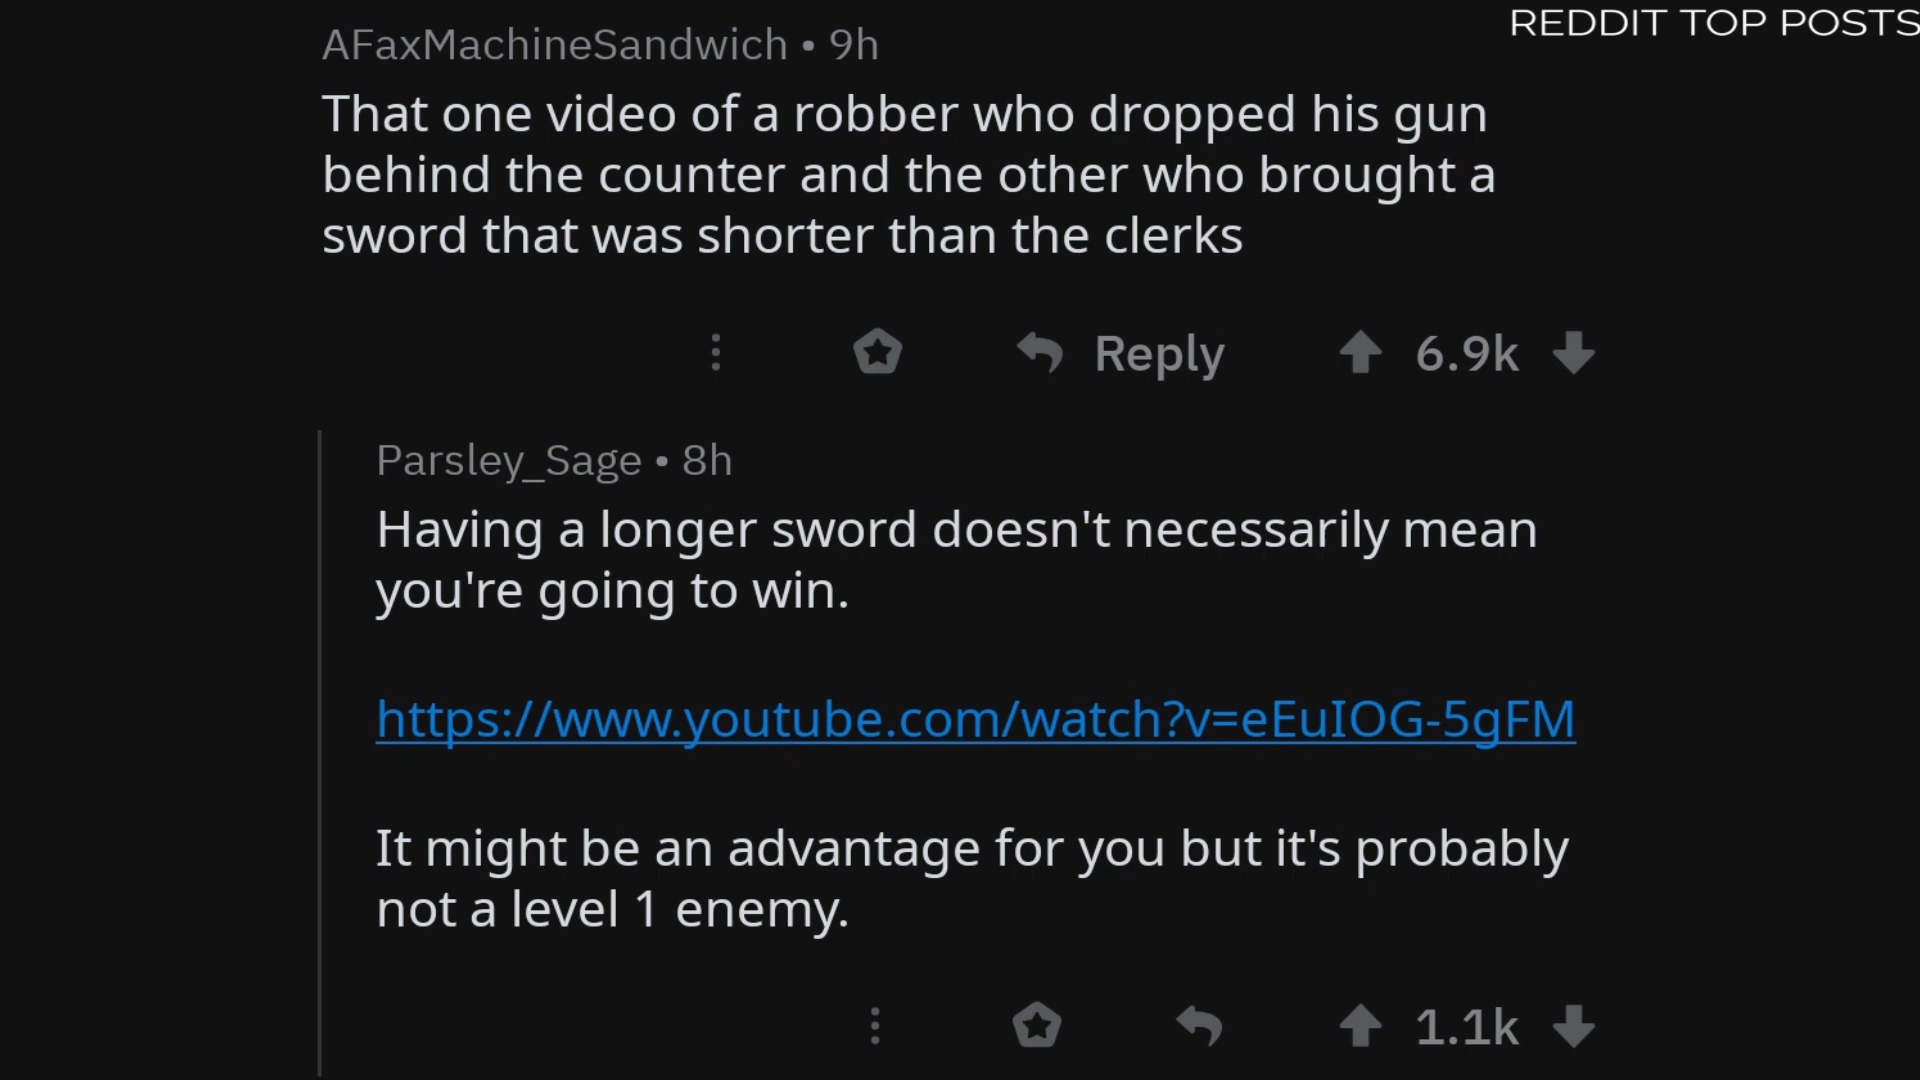 REDDIT TOP POSTS
AFaxMachineSandwich • 9h
That one video of a robber who dropped his gun
behind the counter and the other who brought a
sword that was shorter than the clerks
Reply 6.9k
Parsley_Sage • 8h
Having a longer sword doesn't necessarily mean
you're going to win.
https://www.youtube.com/watch?v=eEuIOG-5gFM
It might be an advantage for you but it's probably
not a level 1 enemy.
1.1k